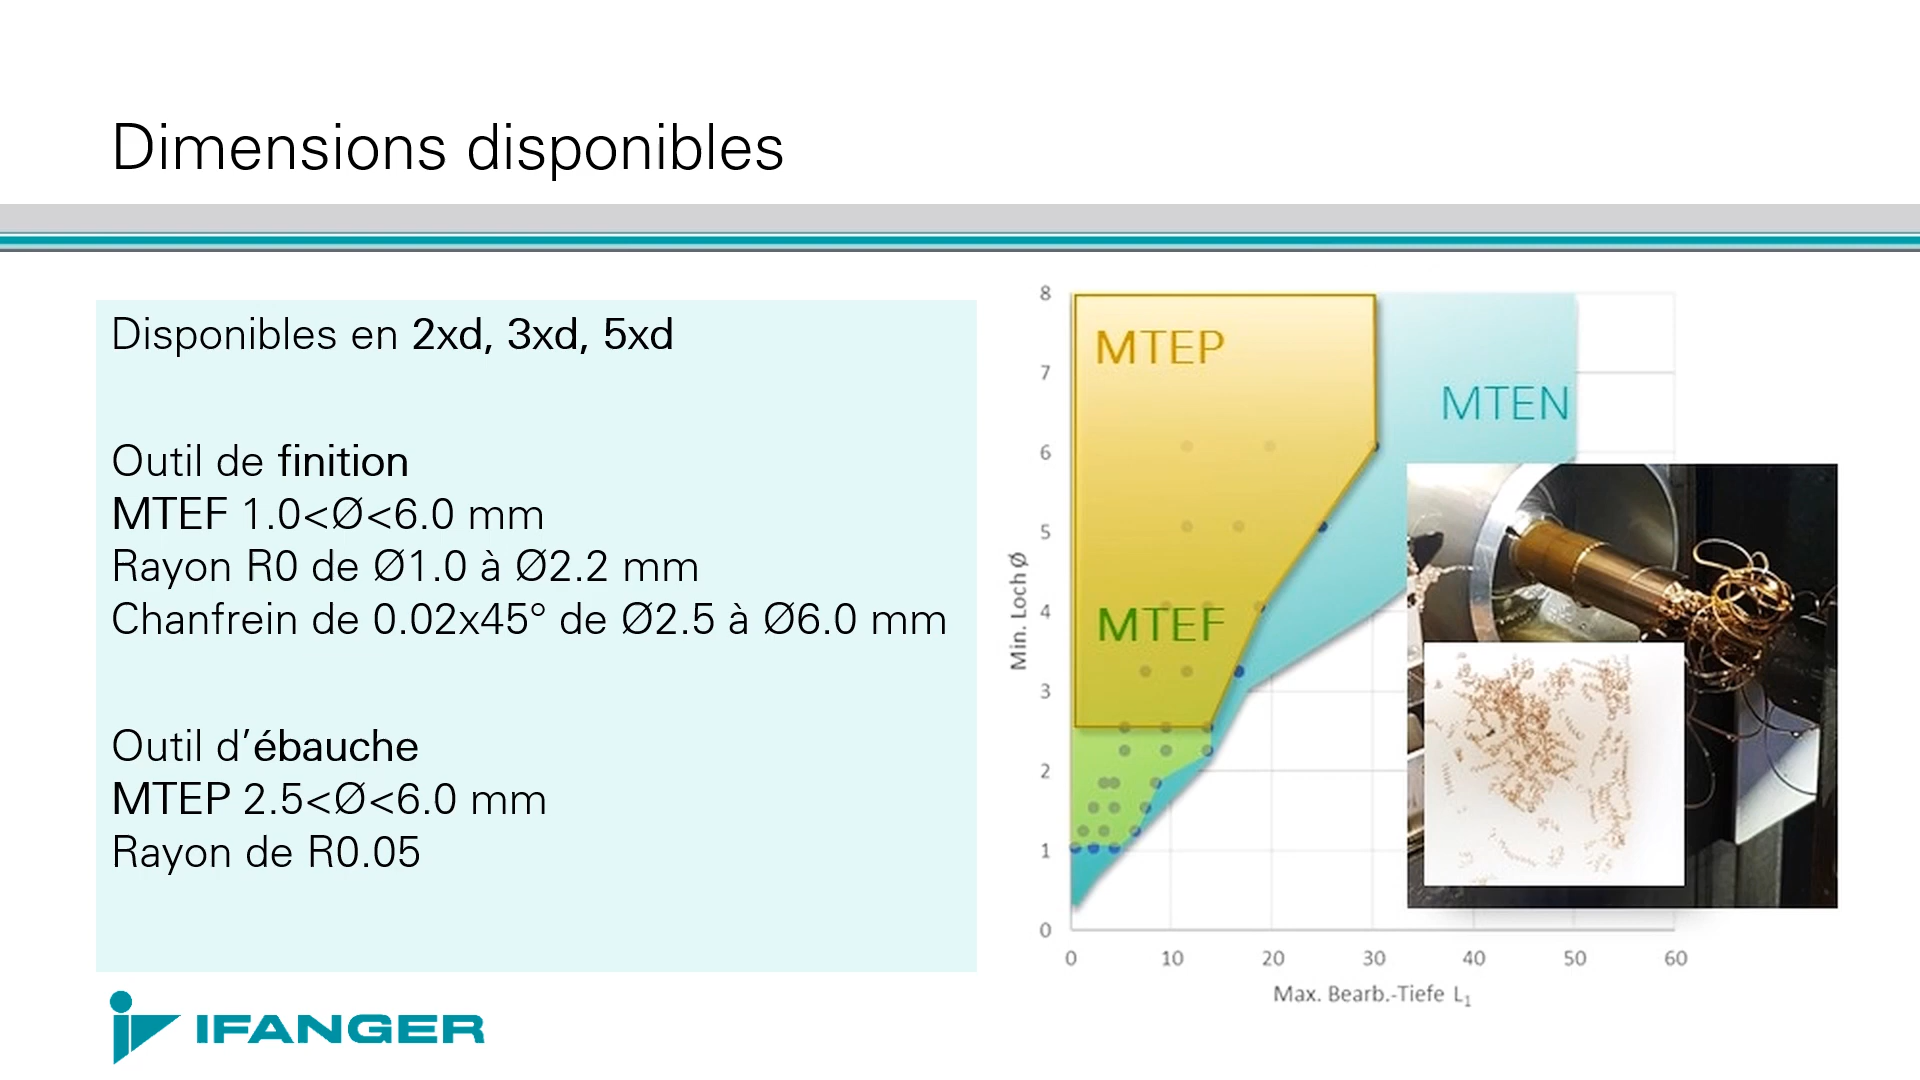 Dimensions disponibles
Disponibles en 2xd, 3xd, 5xd
Outil de finition
MTEF 1.0<Ø<6.0 mm
Rayon R0 de Ø1.0 à Ø2.2 mm
Chanfrein de 0.02x45° de Ø2.5 à Ø6.0 mm
Outil d’ébauche
MTEP 2.5<Ø<6.0 mm
Rayon de R0.05
IFANGER
8
7
6
5
4
3
2
1
0
Min. Loch Ø
MTEP
MTEN
MTEF
0 10 20 30 40 50 60
Max. Bearb.-Tiefe L₁